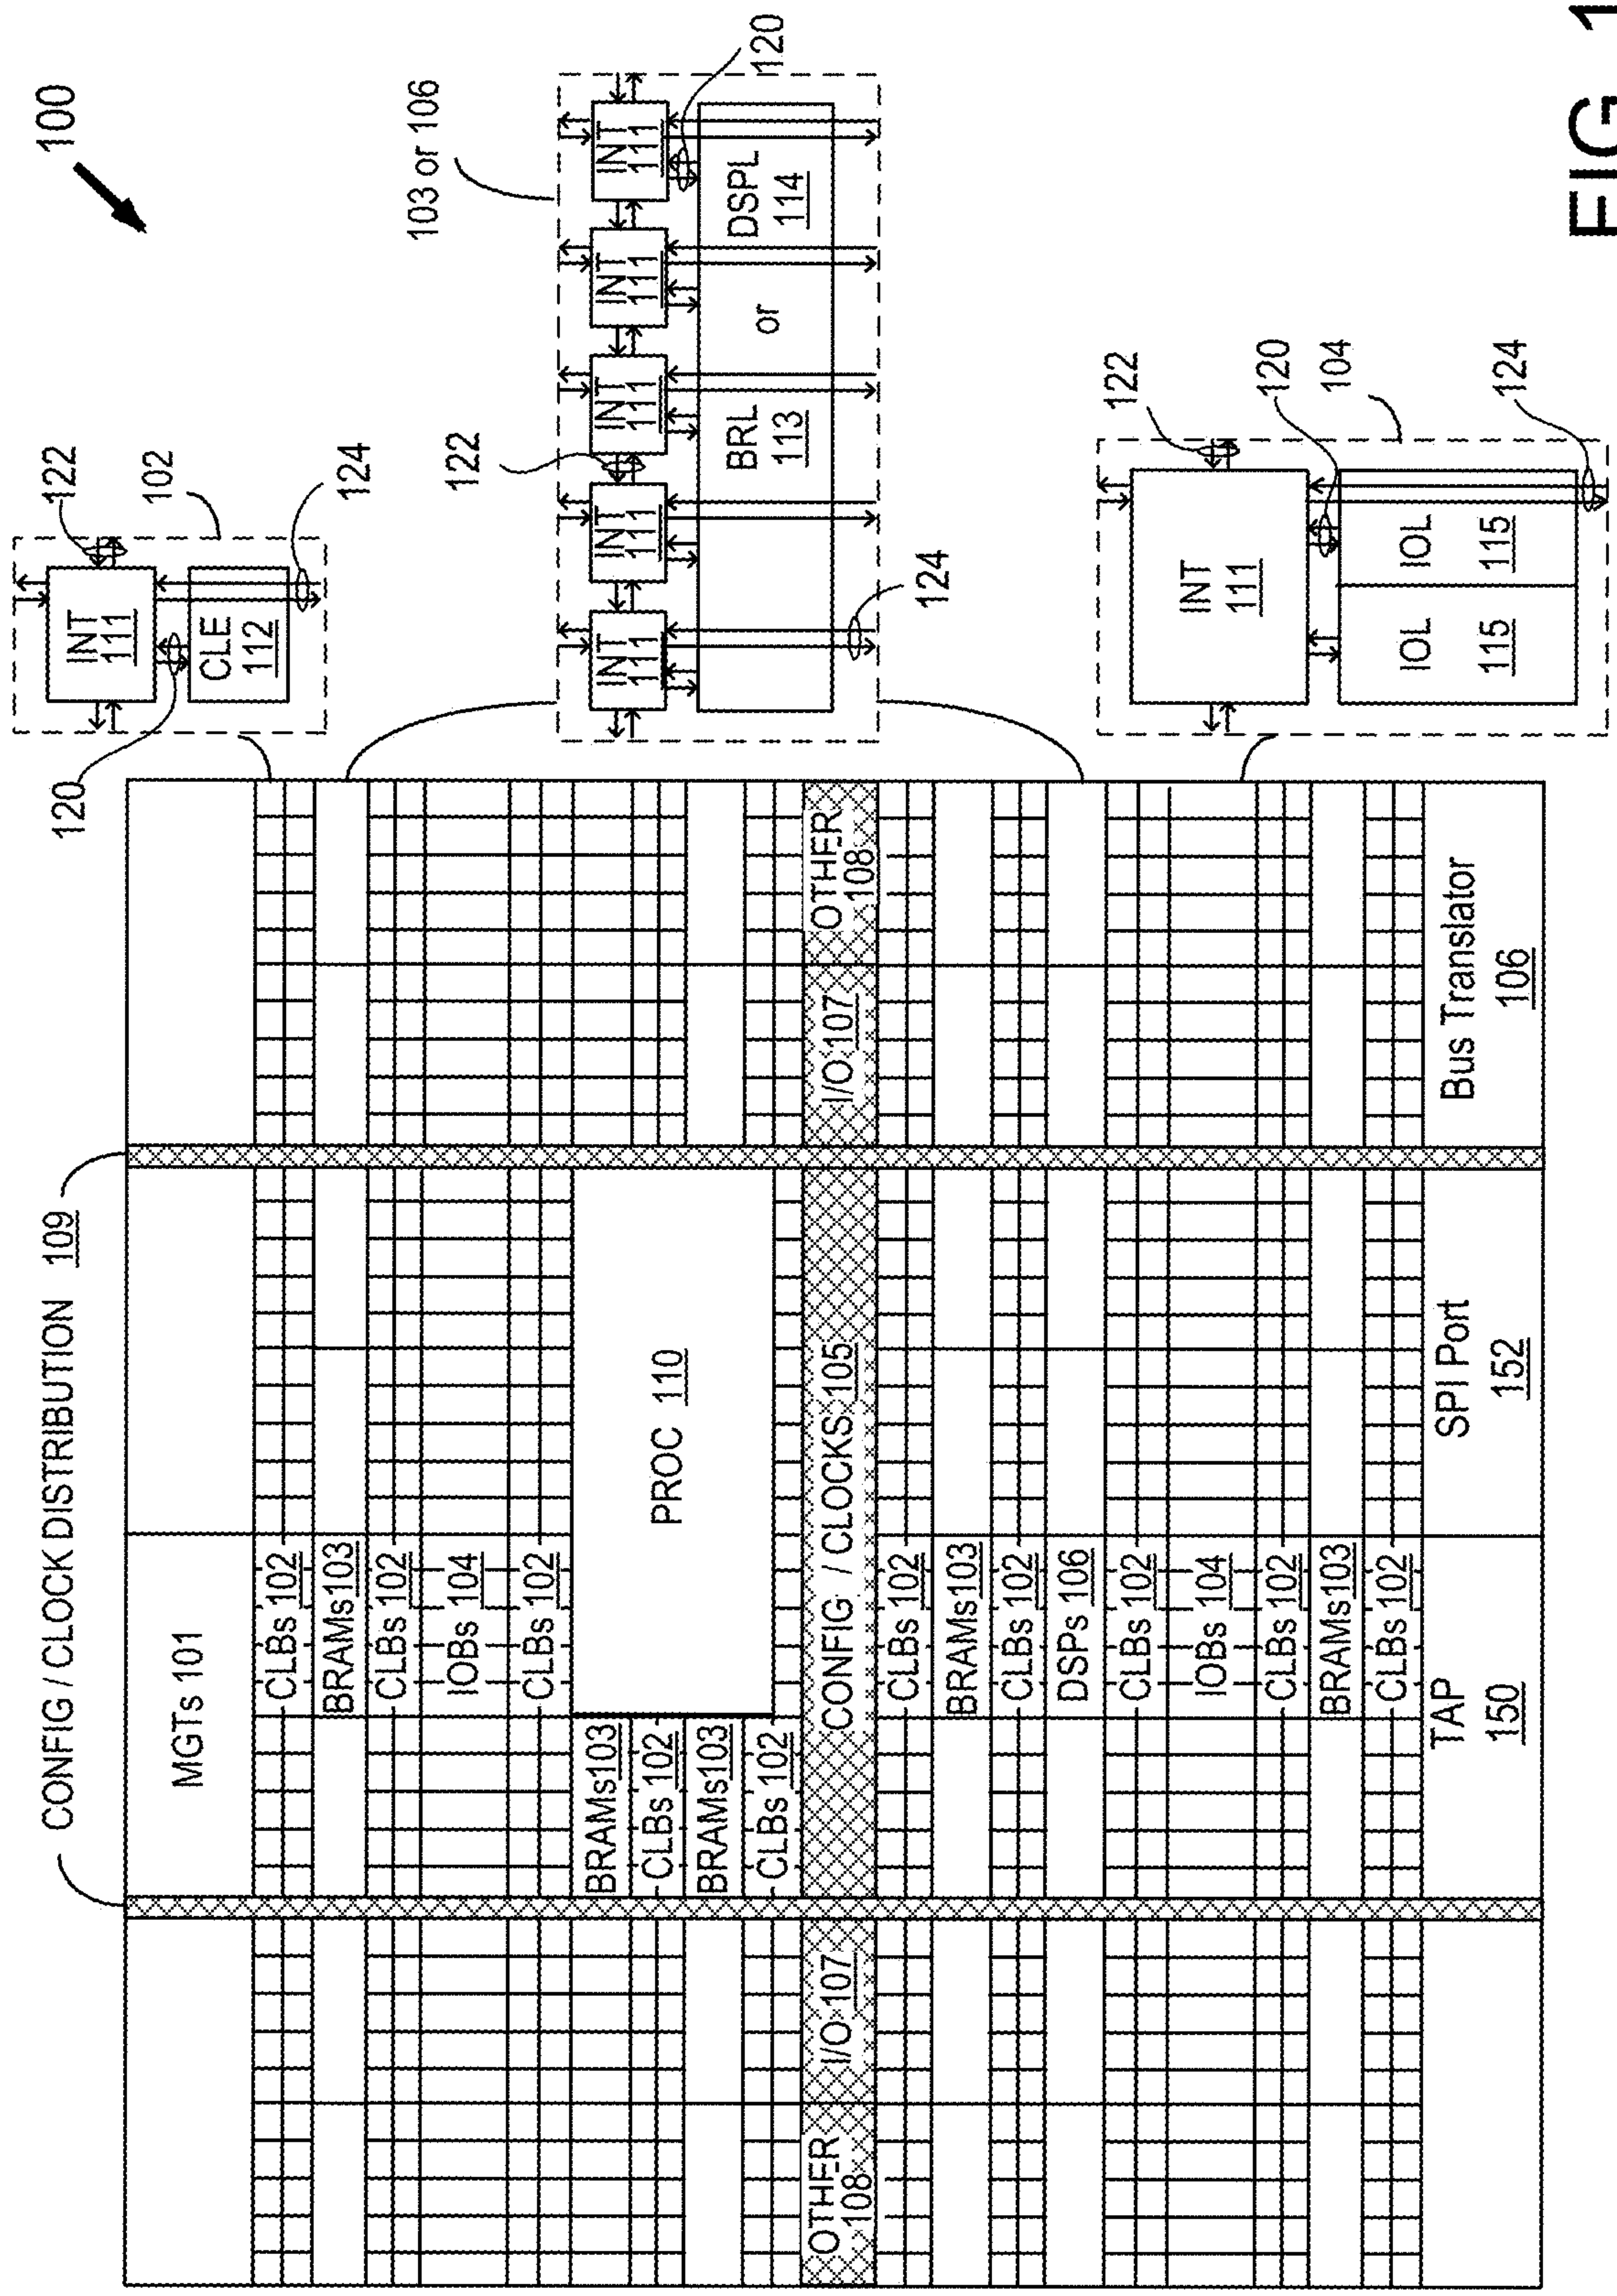 FIG. 1
100
CONFIG / CLOCK DISTRIBUTION 109
MGTs 101
CLBs 102
BRAMs 103
CLBs 102
IOBs 104
CLBs 102
BRAMs 103
CLBs 102
BRAMs 103
CLBs 102
PROC 110
OTHER
108
I/O 107
CONFIG / CLOCKS 105
I/O 107
OTHER
108
CLBs 102
BRAMs 103
CLBs 102
DSPs 106
CLBs 102
IOBs 104
CLBs 102
BRAMs 103
CLBs 102
TAP
150
SPI Port
152
Bus Translator
106
120
INT
111
CLE
112
122
102
124
103 or 106
INT
111
INT
111
INT
111
INT
111
INT
111
122
120
BRL
113
or
DSPL
114
124
INT
111
IOL
115
IOL
115
122
120
104
124